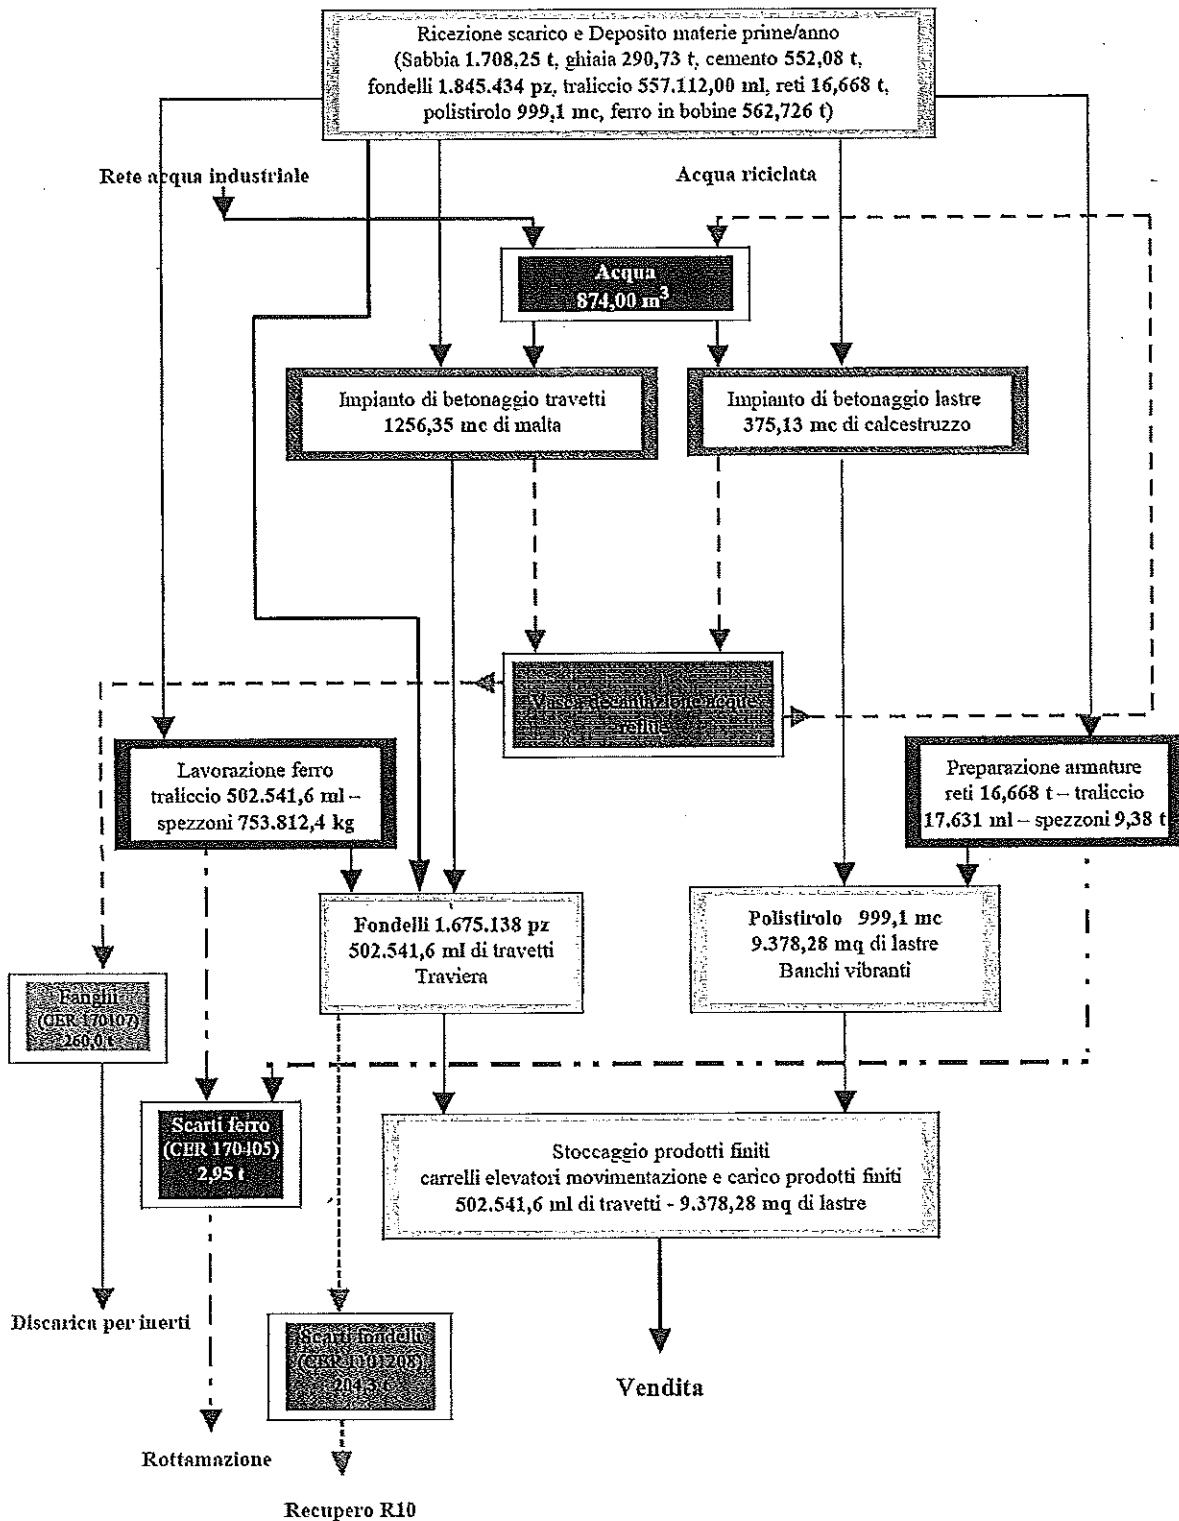 Ricezione scarico e Deposito materie prime/anno
(Sabbia 1.708,25 t, ghiaia 290,73 t, cemento 552,08 t,
fondelli 1.845.434 pz, traliccio 557.112,00 ml, reti 16,668 t,
polistirolo 999,1 mc, ferro in bobine 562,726 t)
Rete acqua industriale
Acqua riciclata
Acqua
874,00 m³
Impianto di betonaggio travetti
1256,35 mc di malta
Impianto di betonaggio lastre
375,13 mc di calcestruzzo
Vasca decantazione acque
reflue
Lavorazione ferro
traliccio 502.541,6 ml –
spezzoni 753.812,4 kg
Preparazione armature
reti 16,668 t – traliccio
17.631 ml – spezzoni 9,38 t
Fondelli 1.675.138 pz
502.541,6 ml di travetti
Traviera
Polistirolo 999,1 mc
9.378,28 mq di lastre
Banchi vibranti
Fanghi
(CER 170107)
260,0 t
Scarti ferro
(CER 170405)
2,95 t
Stoccaggio prodotti finiti
carrelli elevatori movimentazione e carico prodotti finiti
502.541,6 ml di travetti - 9.378,28 mq di lastre
Discarica per inerti
Scarti fondelli
(CER 1101208)
204,3 t
Vendita
Rottamazione
Recupero R10